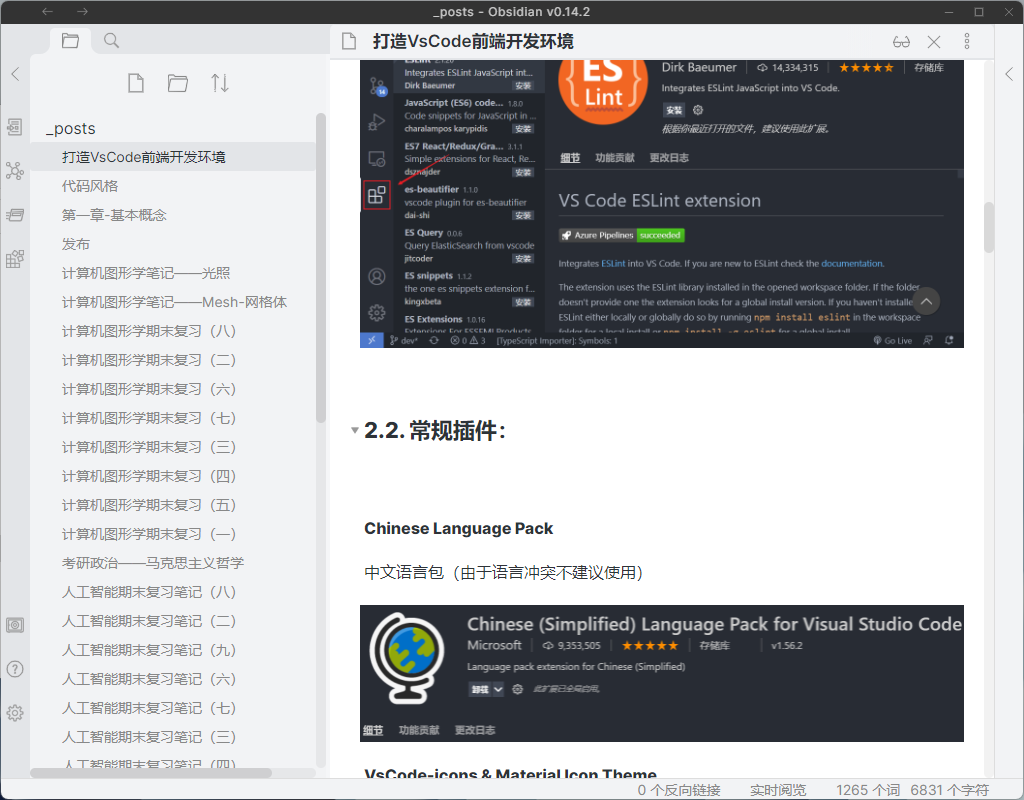 _posts - Obsidian v0.14.2
打造VsCode前端开发环境
_posts
打造VsCode前端开发环境
代码风格
第一章-基本概念
发布
计算机图形学笔记——光照
计算机图形学笔记——Mesh-网格体
计算机图形学期末复习（八）
计算机图形学期末复习（二）
计算机图形学期末复习（六）
计算机图形学期末复习（七）
计算机图形学期末复习（三）
计算机图形学期末复习（四）
计算机图形学期末复习（五）
计算机图形学期末复习（一）
考研政治——马克思主义哲学
人工智能期末复习笔记（八）
人工智能期末复习笔记（二）
人工智能期末复习笔记（九）
人工智能期末复习笔记（六）
人工智能期末复习笔记（七）
人工智能期末复习笔记（三）
人工智能期末复习笔记（四）
14
Integrates ESLint JavaScript int...
Dirk Baeumer 安装
JavaScript (ES6) code... 1.8.0
Code snippets for JavaScript in ...
charalampos karypidis 安装
ES7 React/Redux/Gra... 3.1.1
Simple extensions for React, Re...
dsznajder 安装
es-beautifier 1.1.0
vscode plugin for es-beautifier
dai-shi 安装
ES Query 0.0.6
Query ElasticSearch from vscode
jitcorder 安装
ES snippets 1.1.2
the one es snippets extension f...
kingxbeta 安装
ES Extensions 1.0.16
Extensions For ESSEMI Products
{ES
Lint}
Dirk Baeumer 14,334,315 ★★★★★ 存储库
Integrates ESLint JavaScript into VS Code.
安装
根据你最近打开的文件，建议使用此扩展。
细节 功能贡献 更改日志
VS Code ESLint extension
Azure Pipelines succeeded
Integrates ESLint into VS Code. If you are new to ESLint check the documentation.
The extension uses the ESLint library installed in the opened workspace folder. If the folder
doesn't provide one the extension looks for a global install version. If you haven't installe
ESLint either locally or globally do so by running npm install eslint in the workspace
folder for a local install or npm install -g eslint for a global install.
dev* 0 3 [TypeScript Importer]: Symbols: 1 Go Live
2.2. 常规插件：
Chinese Language Pack
中文语言包（由于语言冲突不建议使用）
Chinese (Simplified) Language Pack for Visual Studio Code
Microsoft 9,353,505 ★★★★★ 存储库 v1.56.2
Language pack extension for Chinese (Simplified)
卸载 此扩展已全局启用。
细节 功能贡献 更改日志
VsCode-icons & Material Icon Theme
0 个反向链接 实时阅览 1265 个词 6831 个字符